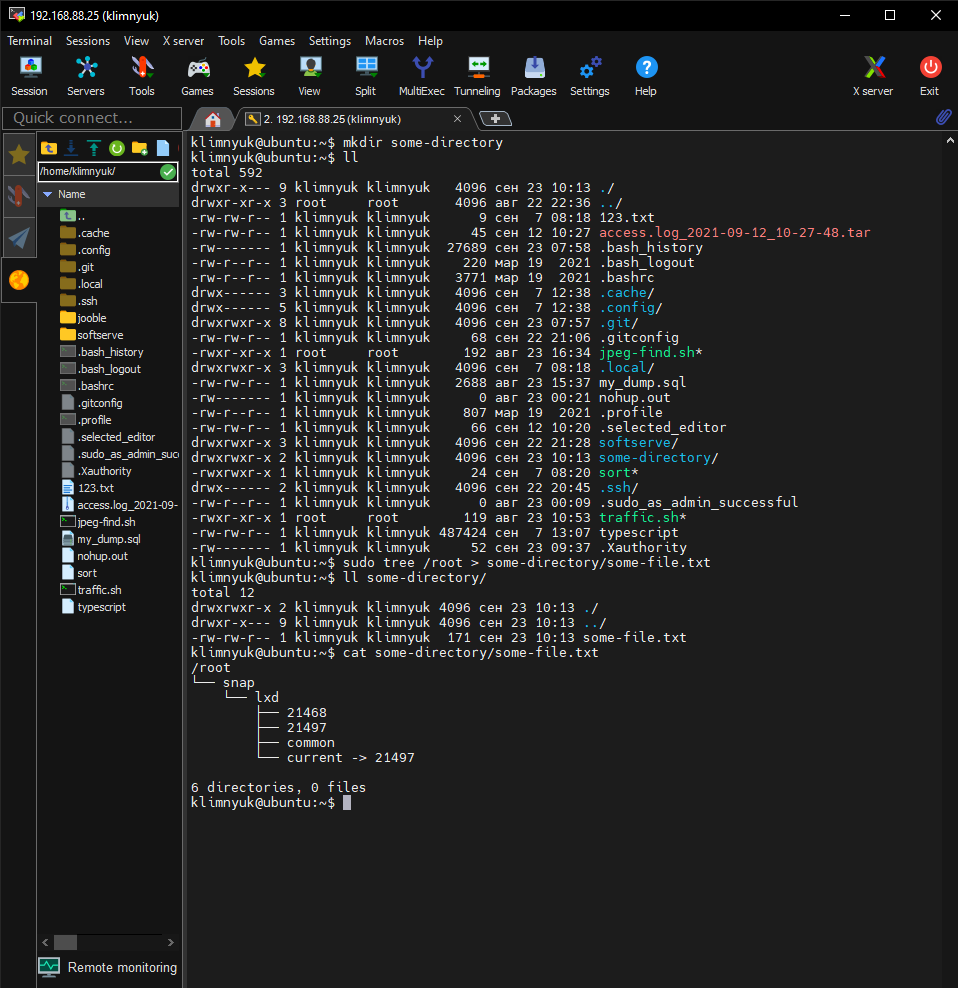 192.168.88.25 (klimnyuk)
Terminal Sessions View X server Tools Games Settings Macros Help
Session Servers Tools Games Sessions View Split MultiExec Tunneling Packages Settings Help X server Exit
Quick connect...
2. 192.168.88.25 (klimnyuk)
/home/klimnyuk/
Name
..
.cache
.config
.git
.local
.ssh
jooble
softserve
.bash_history
.bash_logout
.bashrc
.gitconfig
.profile
.selected_editor
.sudo_as_admin_succ
.Xauthority
123.txt
access.log_2021-09-
jpeg-find.sh
my_dump.sql
nohup.out
sort
traffic.sh
typescript
Remote monitoring
klimnyuk@ubuntu:~$ mkdir some-directory
klimnyuk@ubuntu:~$ ll
total 592
drwxr-x--- 9 klimnyuk klimnyuk   4096 сен 23 10:13 ./
drwxr-xr-x 3 root     root       4096 авг 22 22:36 ../
-rw-rw-r-- 1 klimnyuk klimnyuk      9 сен  7 08:18 123.txt
-rw-rw-r-- 1 klimnyuk klimnyuk     45 сен 12 10:27 access.log_2021-09-12_10-27-48.tar
-rw------- 1 klimnyuk klimnyuk  27689 сен 23 07:58 .bash_history
-rw-r--r-- 1 klimnyuk klimnyuk    220 мар 19  2021 .bash_logout
-rw-r--r-- 1 klimnyuk klimnyuk   3771 мар 19  2021 .bashrc
drwx------ 3 klimnyuk klimnyuk   4096 сен  7 12:38 .cache/
drwx------ 5 klimnyuk klimnyuk   4096 сен  7 12:38 .config/
drwxrwxr-x 8 klimnyuk klimnyuk   4096 сен 23 07:57 .git/
-rw-rw-r-- 1 klimnyuk klimnyuk     68 сен 22 21:06 .gitconfig
-rwxr-xr-x 1 root     root        192 авг 23 16:34 jpeg-find.sh*
drwxrwxr-x 3 klimnyuk klimnyuk   4096 сен  7 08:18 .local/
-rw-rw-r-- 1 klimnyuk klimnyuk   2688 авг 23 15:37 my_dump.sql
-rw------- 1 klimnyuk klimnyuk      0 авг 23 00:21 nohup.out
-rw-r--r-- 1 klimnyuk klimnyuk    807 мар 19  2021 .profile
-rw-rw-r-- 1 klimnyuk klimnyuk     66 сен 12 10:20 .selected_editor
drwxrwxr-x 3 klimnyuk klimnyuk   4096 сен 22 21:28 softserve/
drwxrwxr-x 2 klimnyuk klimnyuk   4096 сен 23 10:13 some-directory/
-rwxrwxr-x 1 klimnyuk klimnyuk     24 сен  7 08:20 sort*
drwx------ 2 klimnyuk klimnyuk   4096 сен 22 20:45 .ssh/
-rw-r--r-- 1 klimnyuk klimnyuk      0 авг 23 00:09 .sudo_as_admin_successful
-rwxr-xr-x 1 root     root        119 авг 23 10:53 traffic.sh*
-rw-rw-r-- 1 klimnyuk klimnyuk 487424 сен  7 13:07 typescript
-rw------- 1 klimnyuk klimnyuk     52 сен 23 09:37 .Xauthority
klimnyuk@ubuntu:~$ sudo tree /root > some-directory/some-file.txt
klimnyuk@ubuntu:~$ ll some-directory/
total 12
drwxrwxr-x 2 klimnyuk klimnyuk 4096 сен 23 10:13 ./
drwxr-x--- 9 klimnyuk klimnyuk 4096 сен 23 10:13 ../
-rw-rw-r-- 1 klimnyuk klimnyuk  171 сен 23 10:13 some-file.txt
klimnyuk@ubuntu:~$ cat some-directory/some-file.txt
/root
└── snap
    └── lxd
        ├── 21468
        ├── 21497
        ├── common
        └── current -> 21497
6 directories, 0 files
klimnyuk@ubuntu:~$